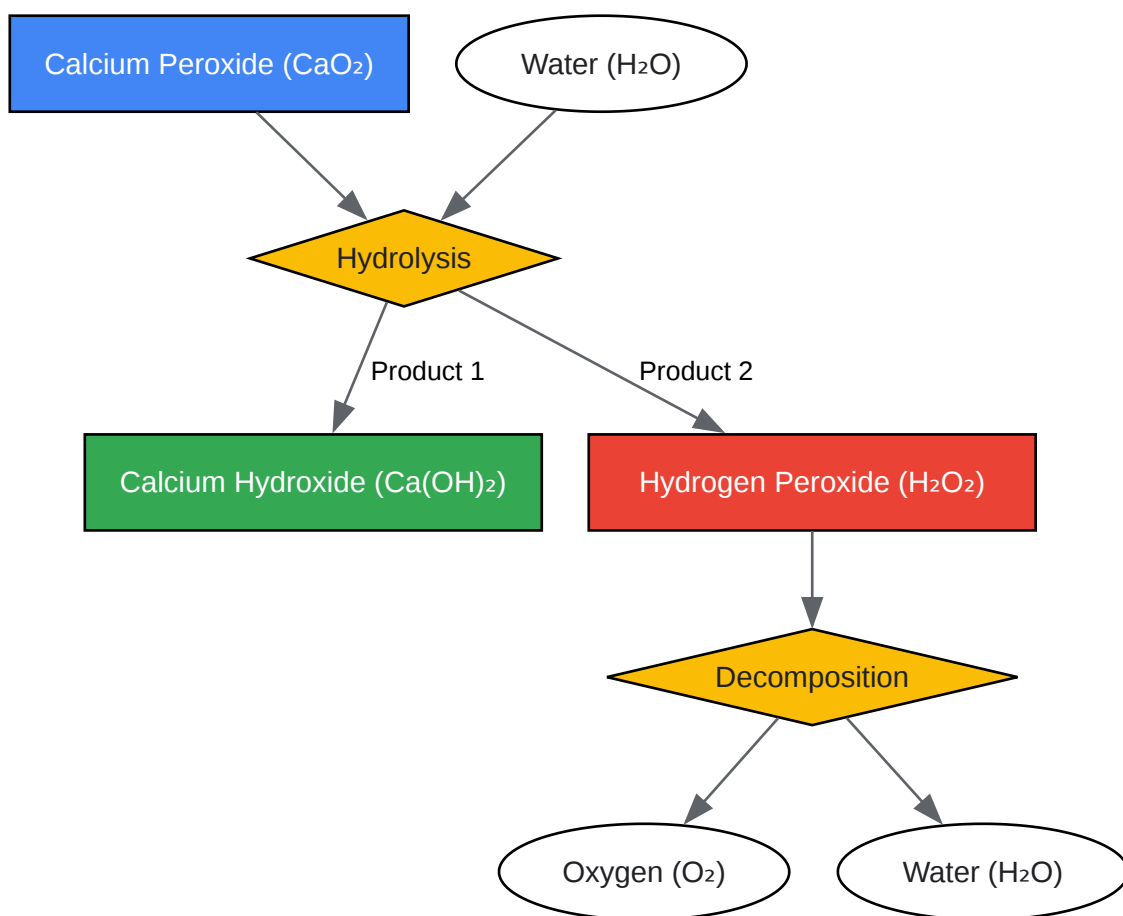 Calcium Peroxide (CaO₂)
Water (H₂O)
Hydrolysis
Product 1
Product 2
Calcium Hydroxide (Ca(OH)₂)
Hydrogen Peroxide (H₂O₂)
Decomposition
Oxygen (O₂)
Water (H₂O)